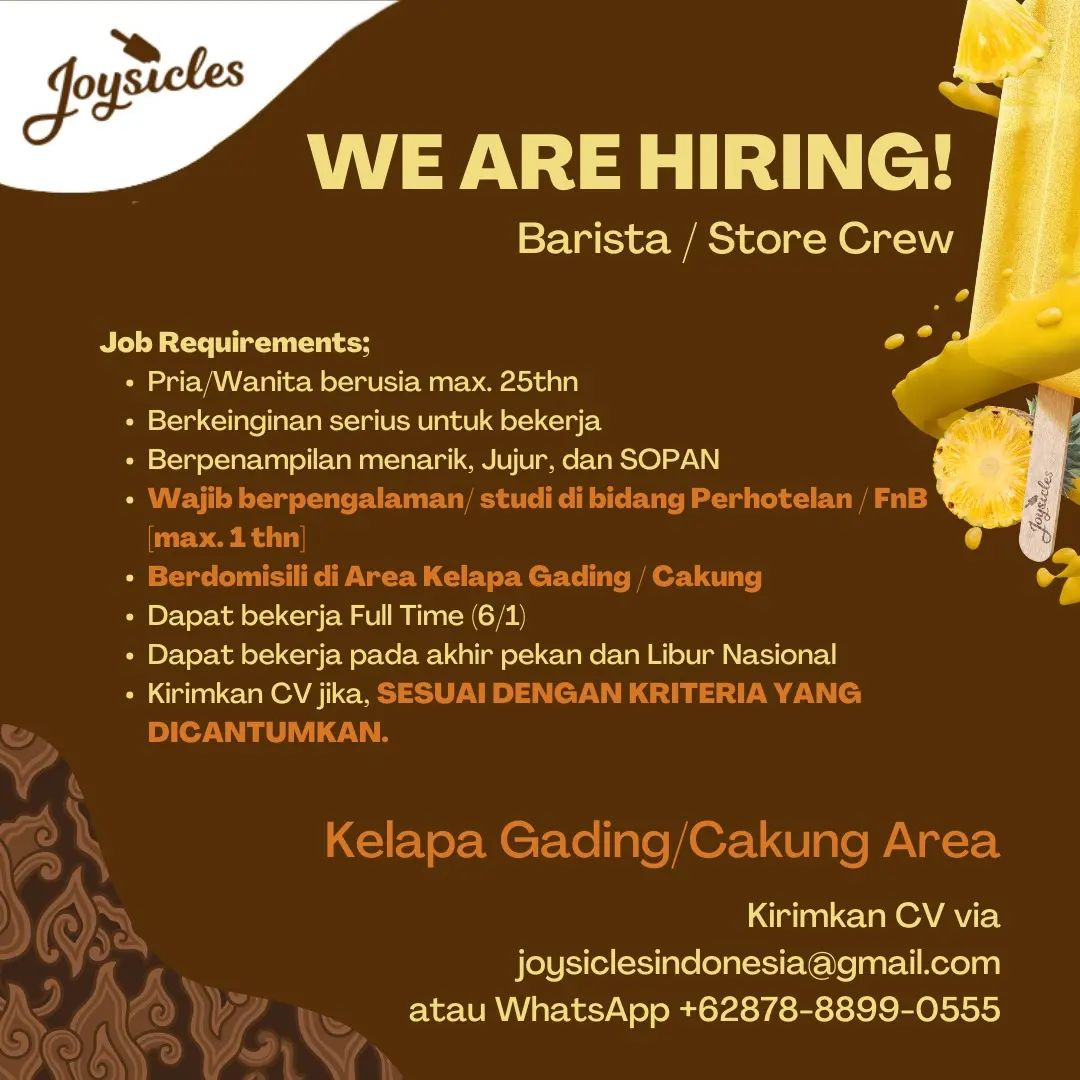 Joysicles
WE ARE HIRING!
Barista / Store Crew
Job Requirements;
• Pria/Wanita berusia max. 25thn
• Berkeinginan serius untuk bekerja
• Berpenampilan menarik, Jujur, dan SOPAN
• Wajib berpengalaman/ studi di bidang Perhotelan / FnB
[max. 1 thn]
• Berdomisili di Area Kelapa Gading / Cakung
• Dapat bekerja Full Time (6/1)
• Dapat bekerja pada akhir pekan dan Libur Nasional
• Kirimkan CV jika, SESUAI DENGAN KRITERIA YANG
DICANTUMKAN.
Joysicles
Kelapa Gading/Cakung Area
Kirimkan CV via
joysiclesindonesia@gmail.com
atau WhatsApp +62878-8899-0555